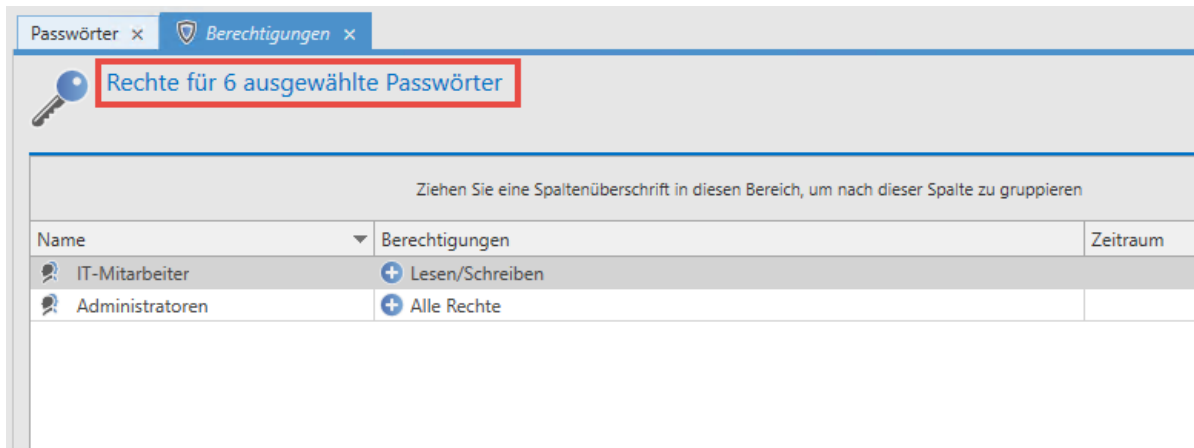 Passwörter ×
Berechtigungen ×
Rechte für 6 ausgewählte Passwörter
Ziehen Sie eine Spaltenüberschrift in diesen Bereich, um nach dieser Spalte zu gruppieren
Name Berechtigungen Zeitraum
IT-Mitarbeiter Lesen/Schreiben
Administratoren Alle Rechte